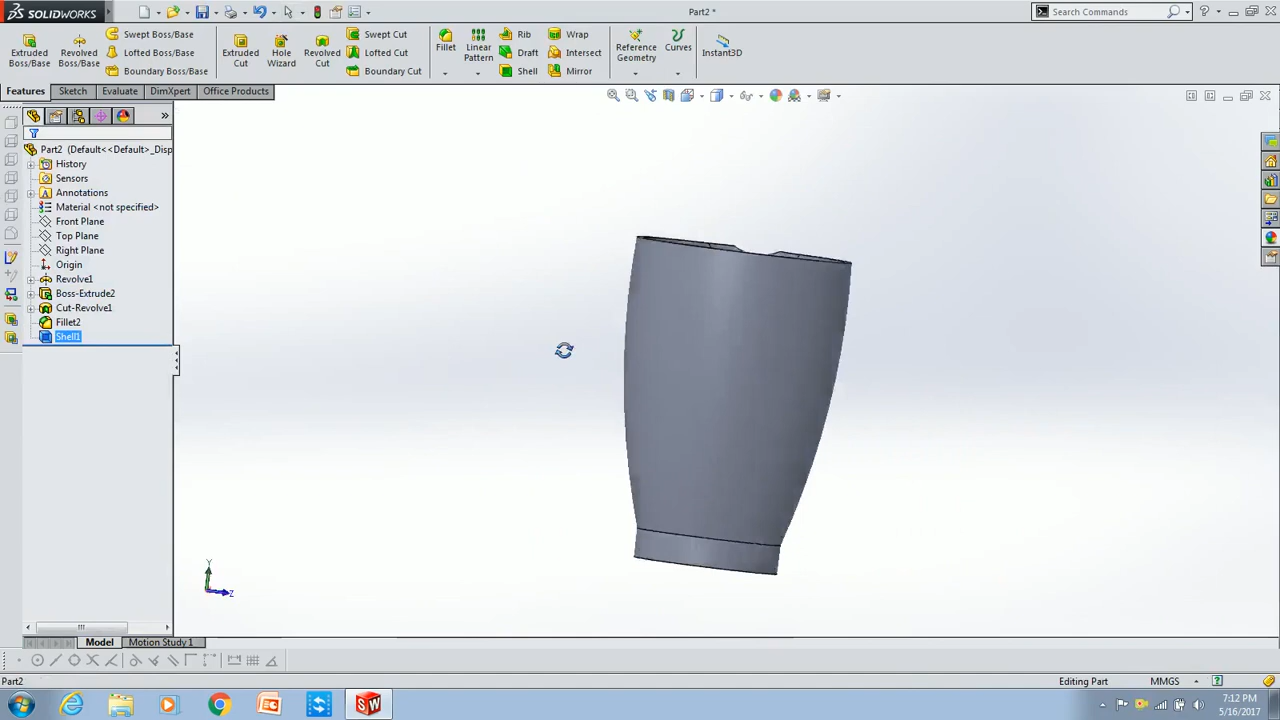 SOLIDWORKS
Part2 *
Search Commands
Extruded Boss/Base
Revolved Boss/Base
Swept Boss/Base
Lofted Boss/Base
Boundary Boss/Base
Extruded Cut
Hole Wizard
Revolved Cut
Swept Cut
Lofted Cut
Boundary Cut
Fillet
Linear Pattern
Rib
Draft
Shell
Wrap
Intersect
Mirror
Reference Geometry
Curves
Instant3D
Features
Sketch
Evaluate
DimXpert
Office Products
Part2 (Default<<Default>_Disp
History
Sensors
Annotations
Material <not specified>
Front Plane
Top Plane
Right Plane
Origin
Revolve1
Boss-Extrude2
Cut-Revolve1
Fillet2
Shell1
Y
Z
Model
Motion Study 1
Part2
Editing Part
MMGS
7:12 PM
5/16/2017